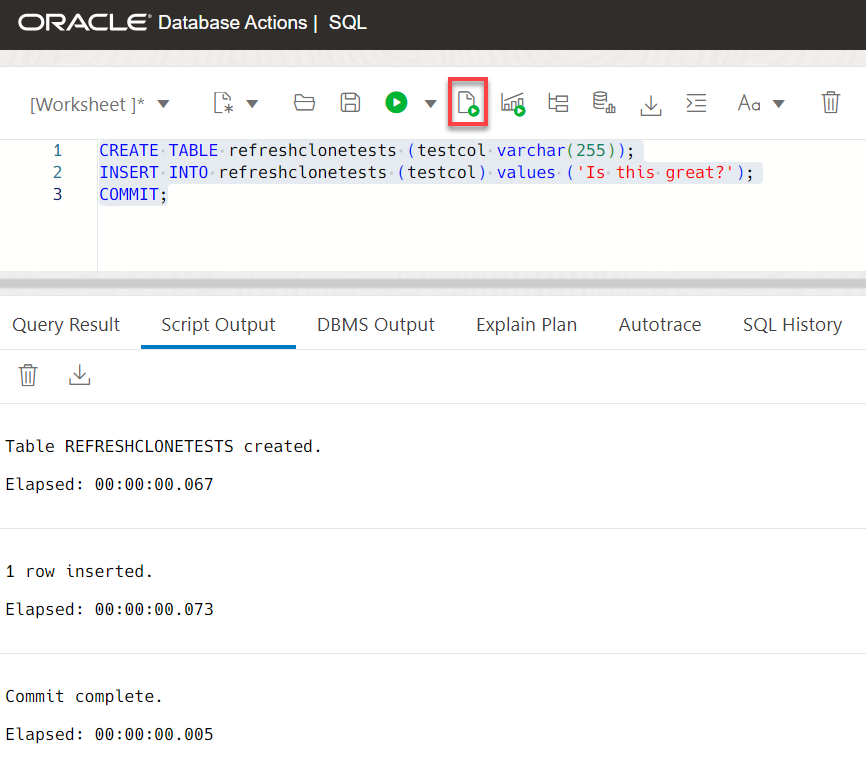 ORACLE® Database Actions | SQL
[Worksheet ]* Aa
1 CREATE TABLE refreshclonetests (testcol varchar(255));
2 INSERT INTO refreshclonetests (testcol) values ('Is this great?');
3 COMMIT;
Query Result Script Output DBMS Output Explain Plan Autotrace SQL History
Table REFRESHCLONETESTS created.
Elapsed: 00:00:00.067
1 row inserted.
Elapsed: 00:00:00.073
Commit complete.
Elapsed: 00:00:00.005